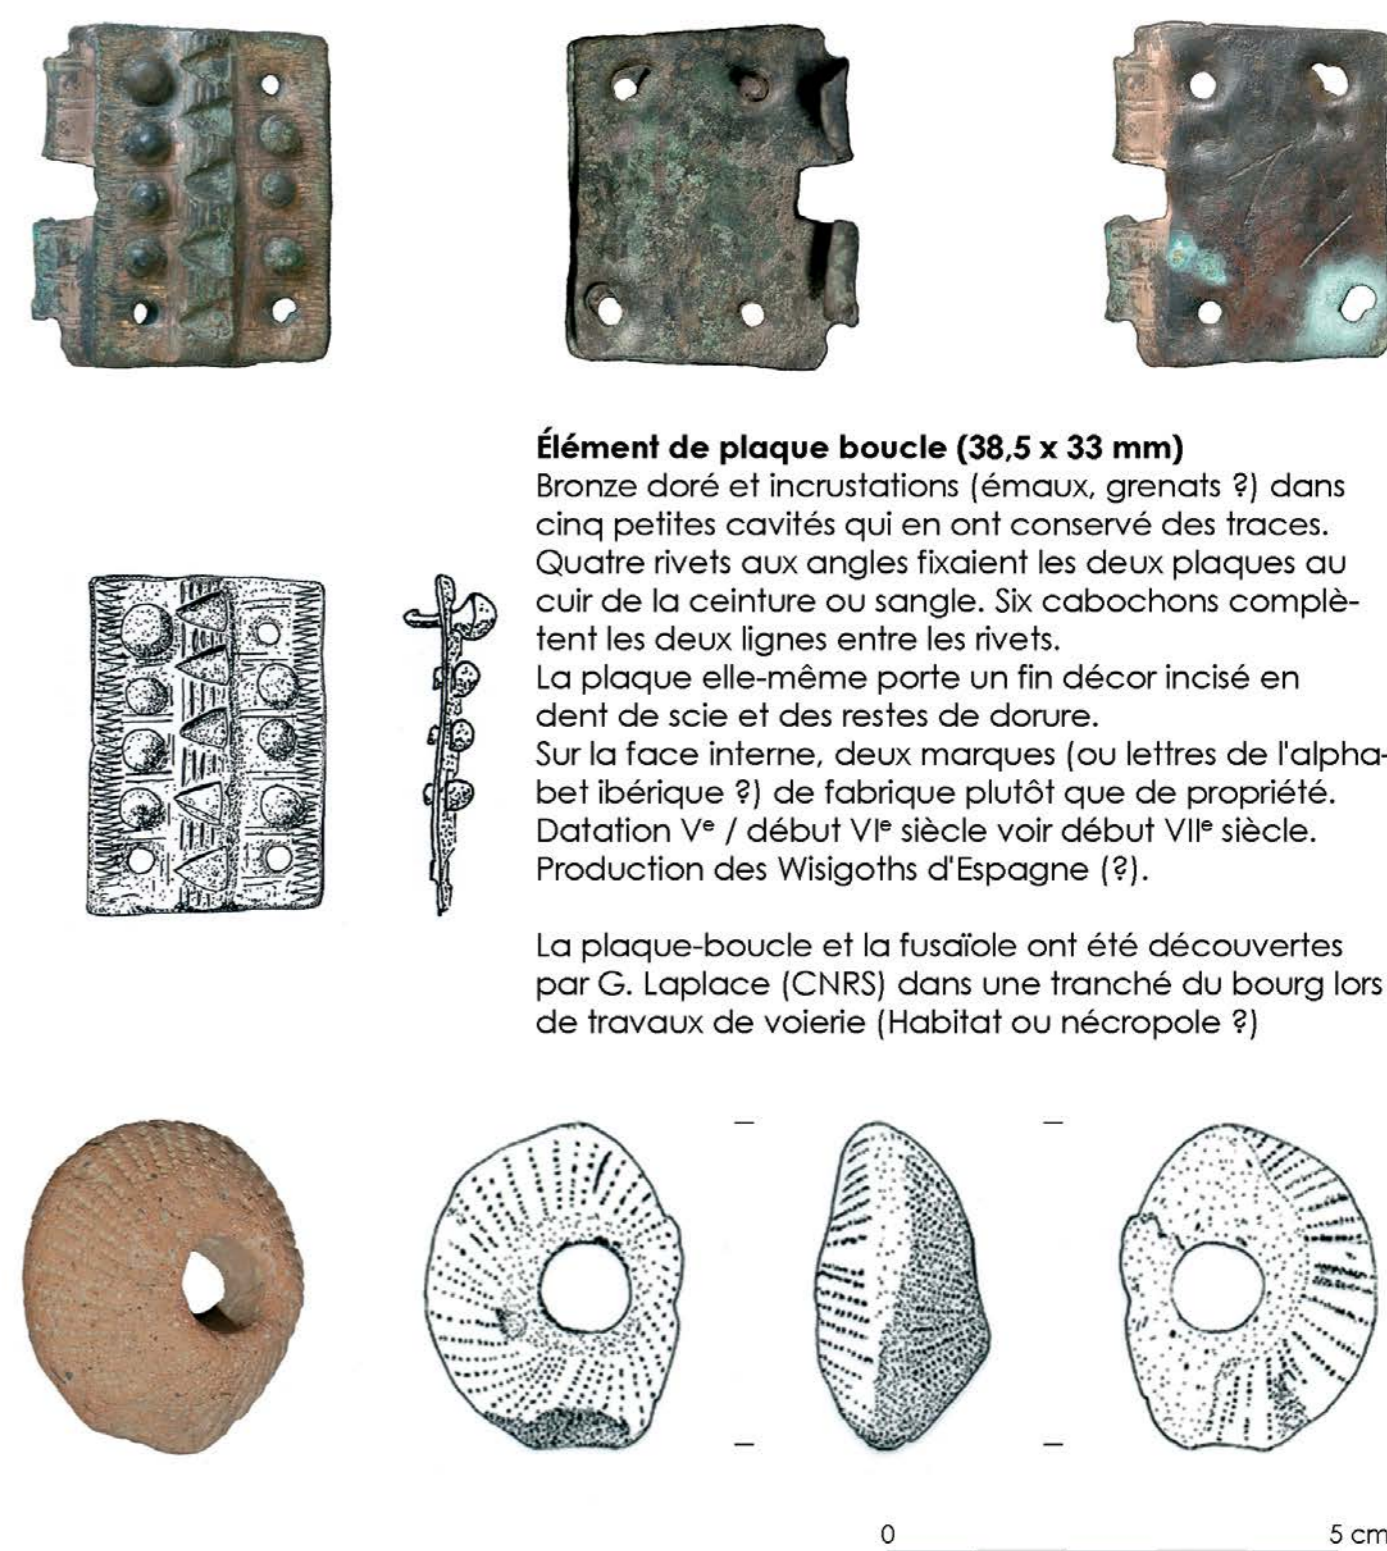 Élément de plaque boucle (38,5 x 33 mm)
Bronze doré et incrustations (émaux, grenats ?) dans
cinq petites cavités qui en ont conservé des traces.
Quatre rivets aux angles fixaient les deux plaques au
cuir de la ceinture ou sangle. Six cabochons complè-
tent les deux lignes entre les rivets.
La plaque elle-même porte un fin décor incisé en
dent de scie et des restes de dorure.
Sur la face interne, deux marques (ou lettres de l'alpha-
bet ibérique ?) de fabrique plutôt que de propriété.
Datation Vᵉ / début VIᵉ siècle voir début VIIᵉ siècle.
Production des Wisigoths d'Espagne (?).
La plaque-boucle et la fusaïole ont été découvertes
par G. Laplace (CNRS) dans une tranché du bourg lors
de travaux de voierie (Habitat ou nécropole ?)
0 5 cm